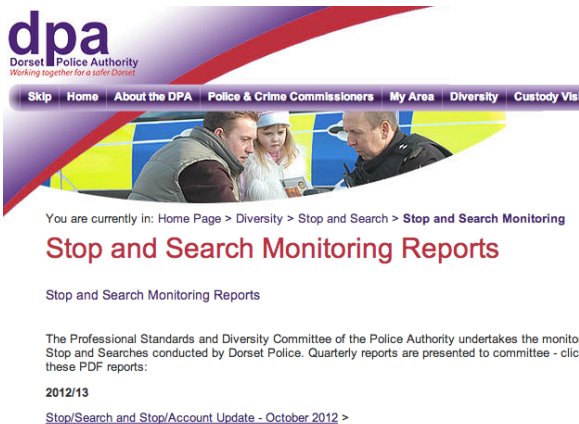 dpa
Dorset Police Authority
Working together for a safer Dorset
Skip Home About the DPA Police & Crime Commissioners My Area Diversity Custody Vis
You are currently in: Home Page > Diversity > Stop and Search > Stop and Search Monitoring
Stop and Search Monitoring Reports
Stop and Search Monitoring Reports
The Professional Standards and Diversity Committee of the Police Authority undertakes the monito
Stop and Searches conducted by Dorset Police. Quarterly reports are presented to committee - clic
these PDF reports:
2012/13
Stop/Search and Stop/Account Update - October 2012 >